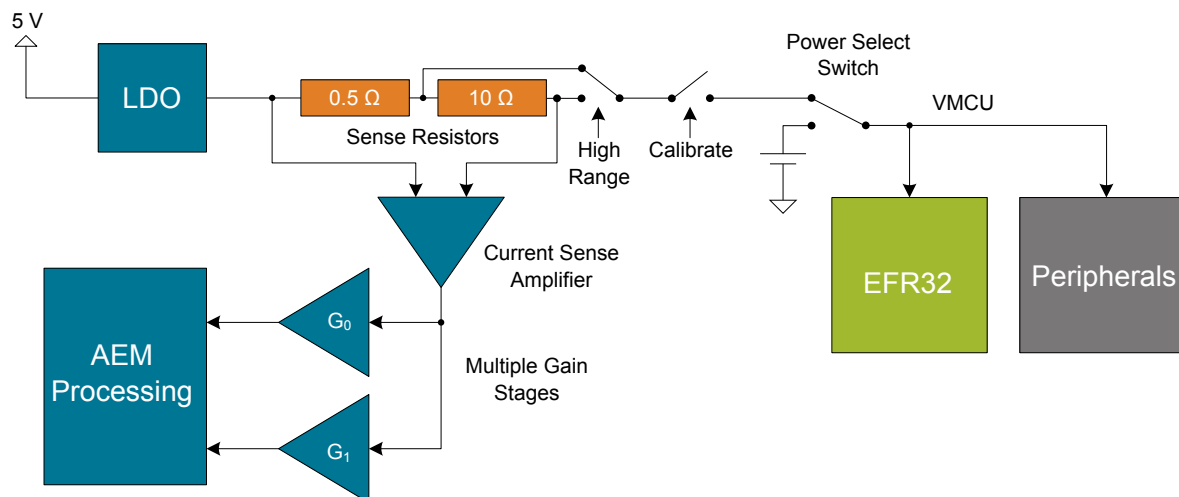 5 V
LDO
0.5 Ω
10 Ω
Sense Resistors
High
Range
Calibrate
Power Select
Switch
VMCU
Current Sense
Amplifier
EFR32
Peripherals
AEM
Processing
G0
Multiple Gain
Stages
G1